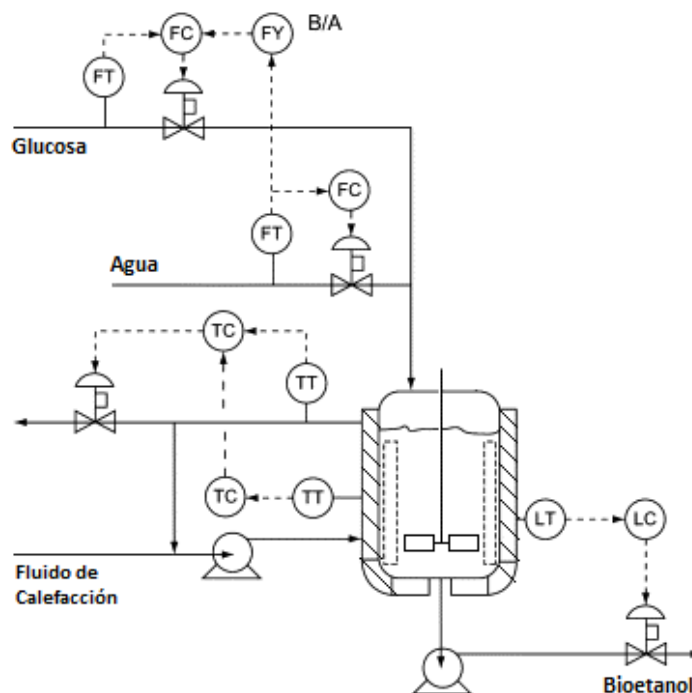 FC
FY
B/A
FT
Glucosa
FC
FT
Agua
TC
TT
TC
TT
LT
LC
Fluido de
Calefacción
Bioetanol